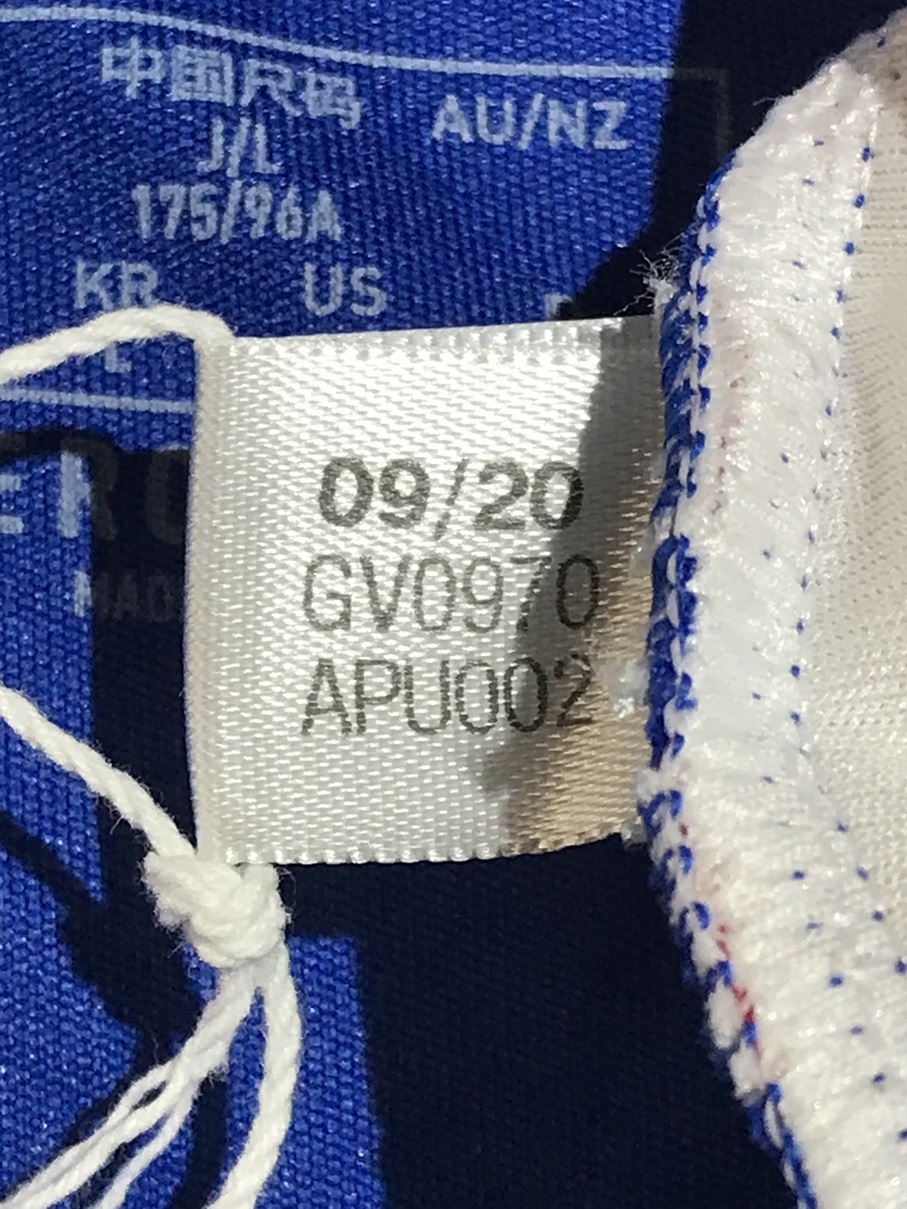 中国尺码
AU/NZ
J/L
175/96A
KR
US
L
09/20
GV0970
APU002